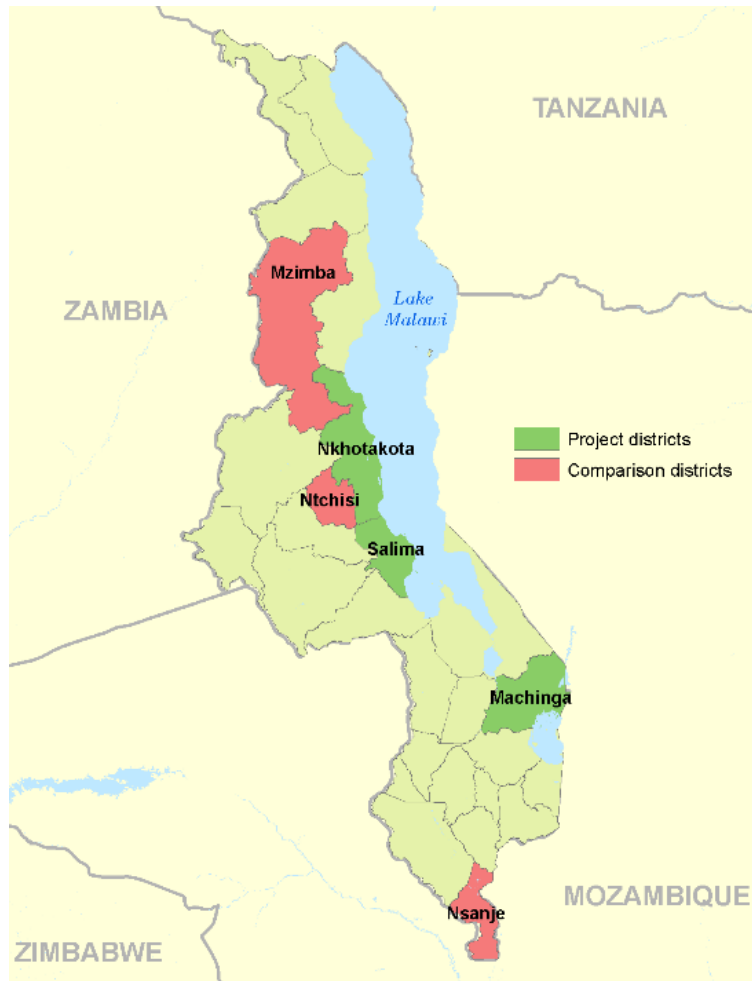 TANZANIA
Mzimba
ZAMBIA
Lake
Malawi
Project districts
Nkhotakota
Comparison districts
Ntchisi
Salima
Machinga
MOZAMBIQUE
Nsanje
ZIMBABWE